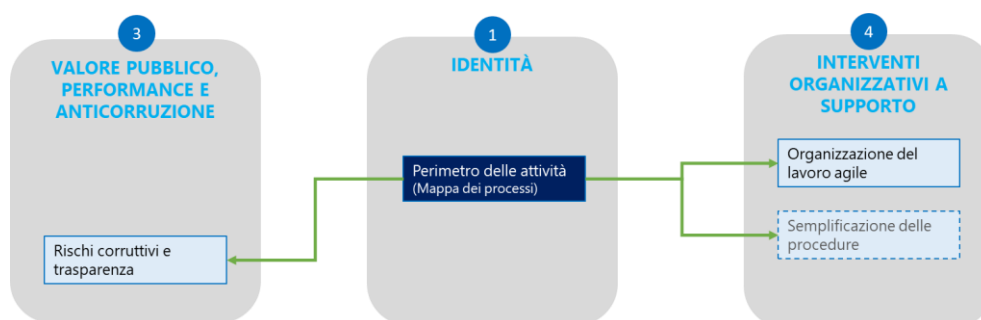 3
VALORE PUBBLICO,
PERFORMANCE E
ANTICORRUZIONE
Rischi corruttivi e
trasparenza
1
IDENTITÀ
Perimetro delle attività
(Mappa dei processi)
4
INTERVENTI
ORGANIZZATIVI A
SUPPORTO
Organizzazione del
lavoro agile
Semplificazione delle
procedure